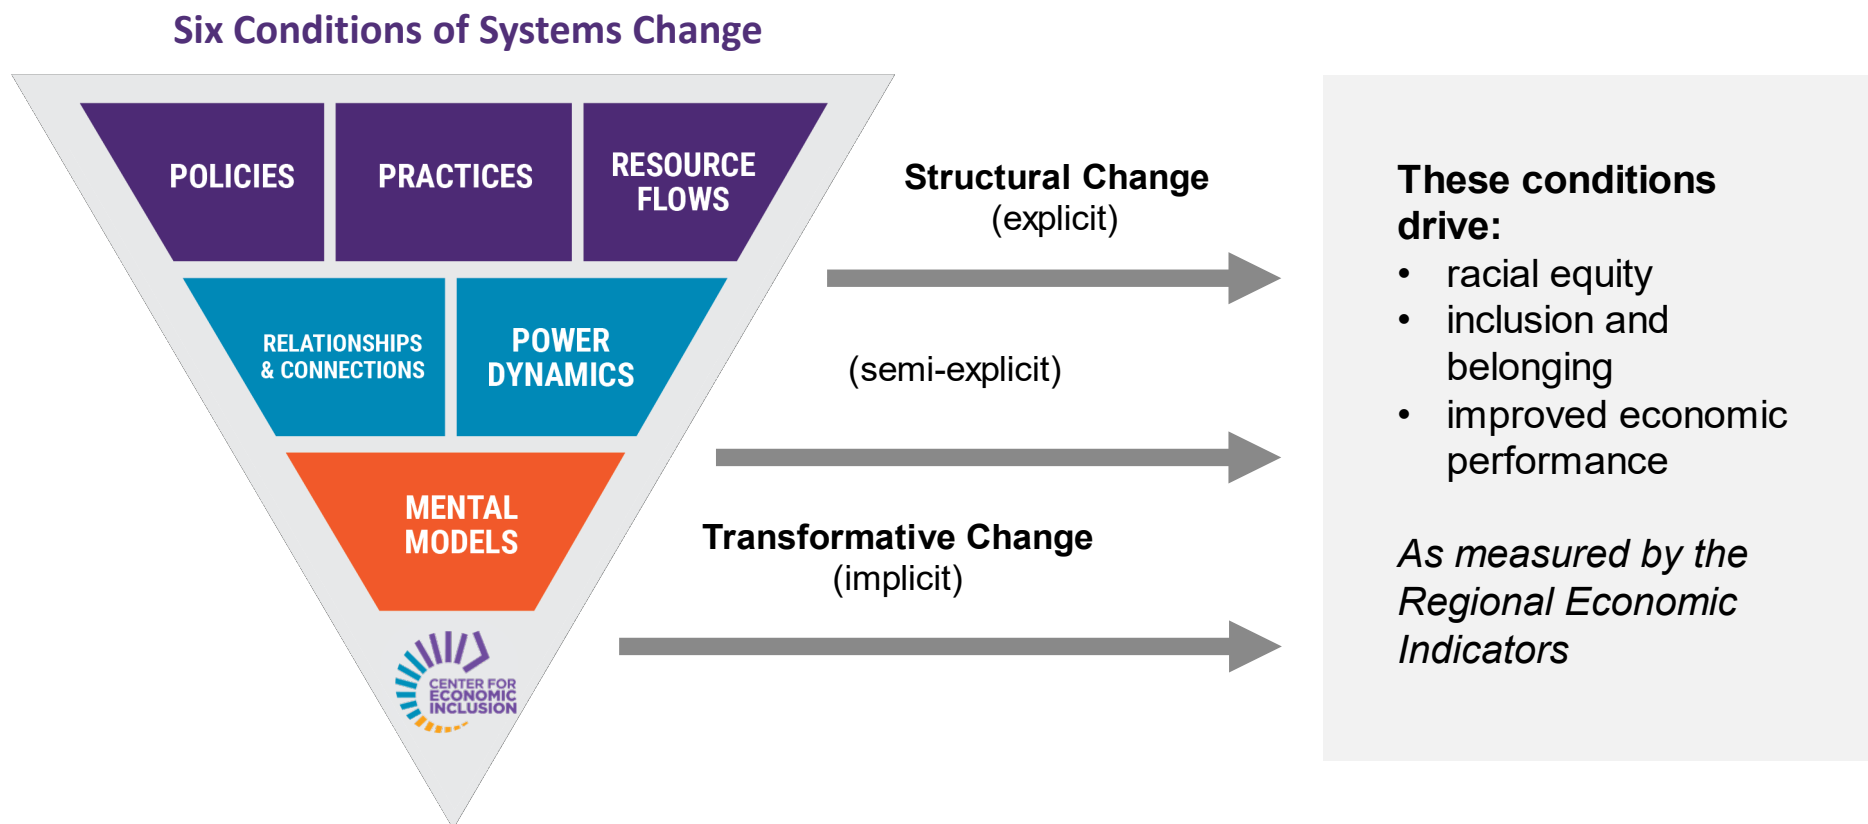 Six Conditions of Systems Change
POLICIES
PRACTICES
RESOURCE
FLOWS
RELATIONSHIPS
& CONNECTIONS
POWER
DYNAMICS
MENTAL
MODELS
CENTER FOR
ECONOMIC
INCLUSION
Structural Change
(explicit)
(semi-explicit)
Transformative Change
(implicit)
These conditions
drive:
• racial equity
• inclusion and
belonging
• improved economic
performance
As measured by the
Regional Economic
Indicators